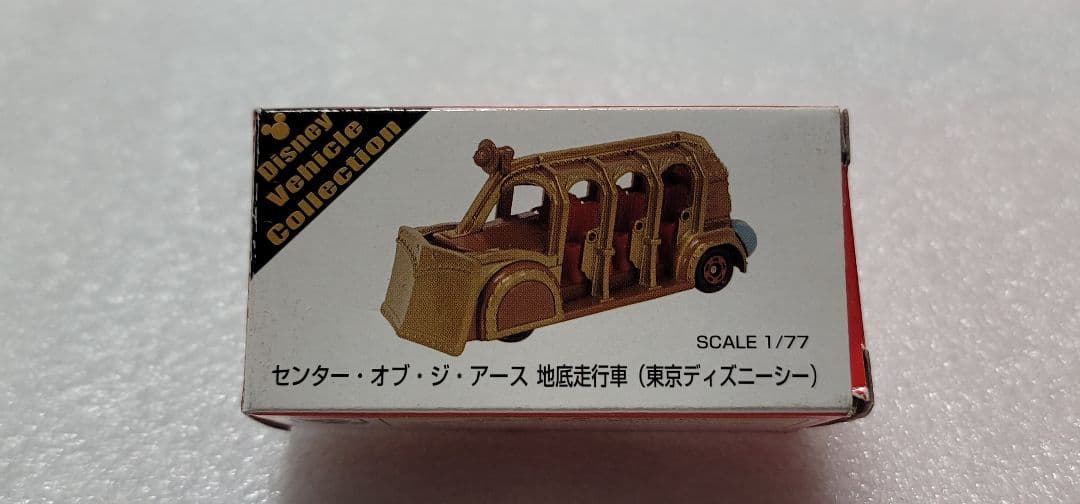 Disney
Vehicle
Collection
SCALE 1/77
センター・オブ・ジ・アース 地底走行車（東京ディズニーシー）